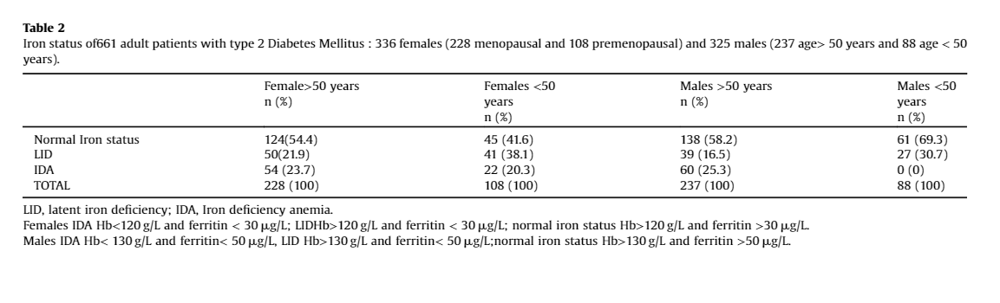 Table 2
Iron status of661 adult patients with type 2 Diabetes Mellitus : 336 females (228 menopausal and 108 premenopausal) and 325 males (237 age> 50 years and 88 age < 50
years).
Female>50 years Females <50 Males >50 years Males <50
n (%) years n (%) years
n (%) n (%)
Normal Iron status 124(54.4) 45 (41.6) 138 (58.2) 61 (69.3)
LID 50(21.9) 41 (38.1) 39 (16.5) 27 (30.7)
IDA 54 (23.7) 22 (20.3) 60 (25.3) 0 (0)
TOTAL 228 (100) 108 (100) 237 (100) 88 (100)
LID, latent iron deficiency; IDA, Iron deficiency anemia.
Females IDA Hb<120 g/L and ferritin < 30 μg/L; LIDHb>120 g/L and ferritin < 30 μg/L; normal iron status Hb>120 g/L and ferritin >30 μg/L.
Males IDA Hb< 130 g/L and ferritin< 50 μg/L, LID Hb>130 g/L and ferritin< 50 μg/L;normal iron status Hb>130 g/L and ferritin >50 μg/L.